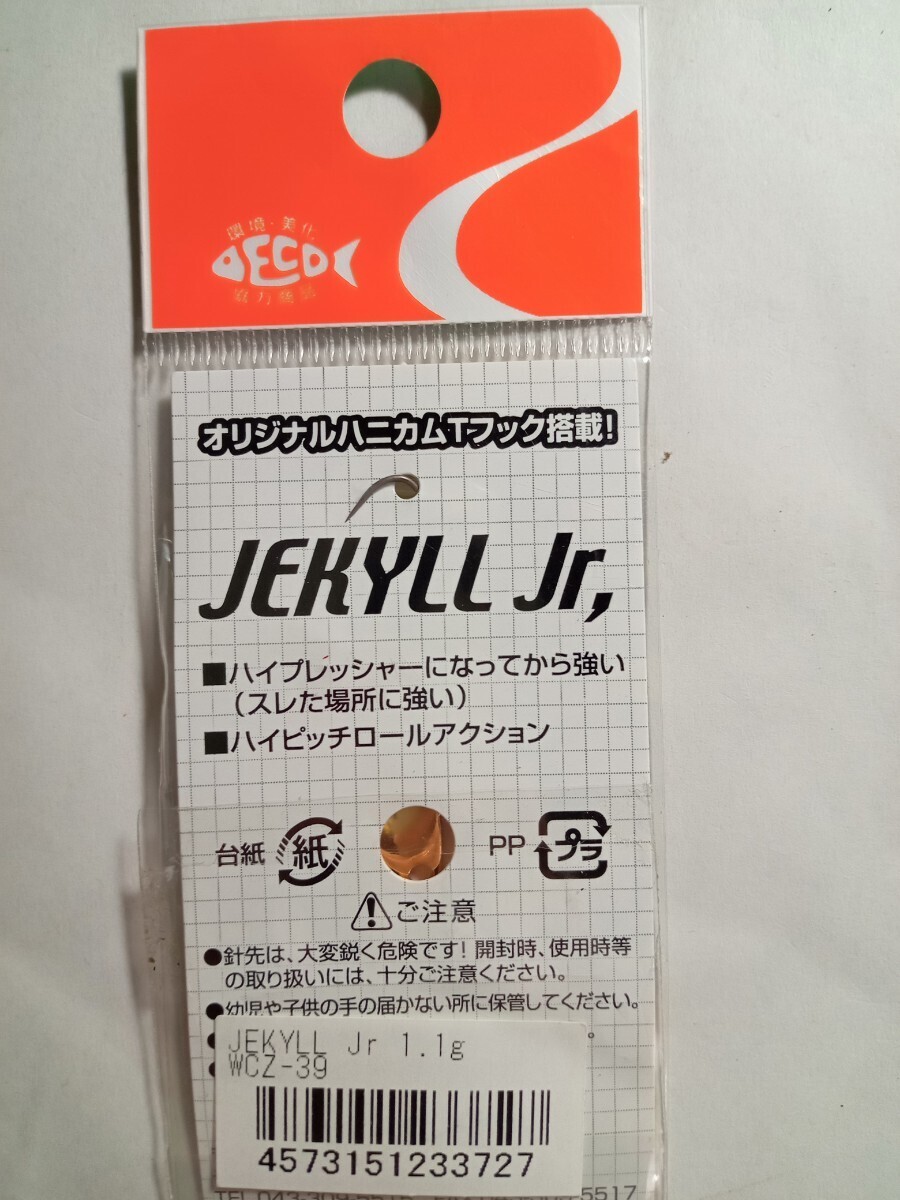 環境・美化
ECO
オリジナルハニカムTフック搭載!
JEKYLL Jr,
■ハイプレッシャーになってから強い
（スレた場所に強い）
■ハイピッチロールアクション
台紙 紙 PP プラ
ご注意
●針先は、大変鋭く危険です! 開封時、使用時等
の取り扱いには、十分ご注意ください。
●幼児や子供の手の届かない所に保管してください。
JEKYLL Jr 1.1g
WCZ-39
4573151233727
TEL 043-309-5517